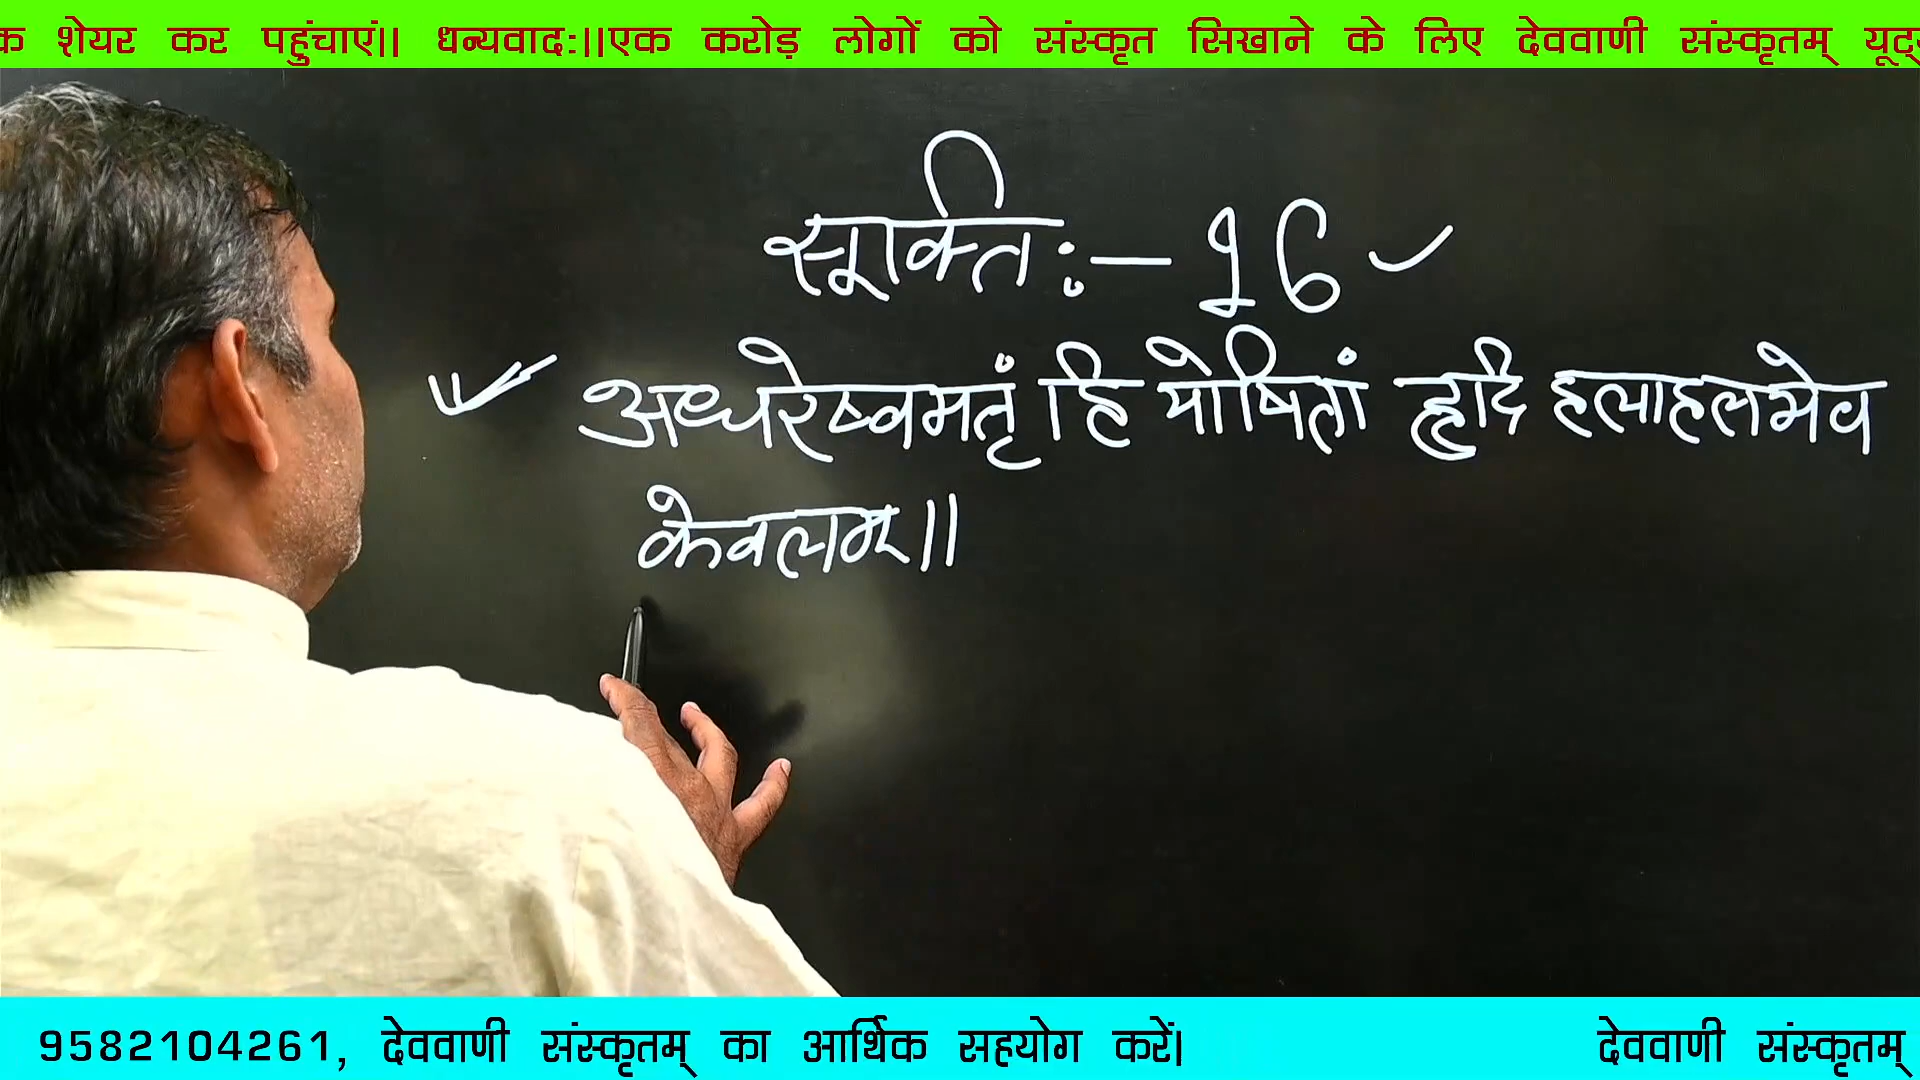 क शेयर कर पहुंचाएं।। धन्यवादः।।एक करोड़ लोगों को संस्कृत सिखाने के लिए देववाणी संस्कृतम्
सूक्तिः— 16
अधरेष्वमतृं हि योषितां हृदि हलाहलमेव
केवलम्॥
9582104261, देववाणी संस्कृतम् का आर्थिक सहयोग करें।
देववाणी संस्कृतम्